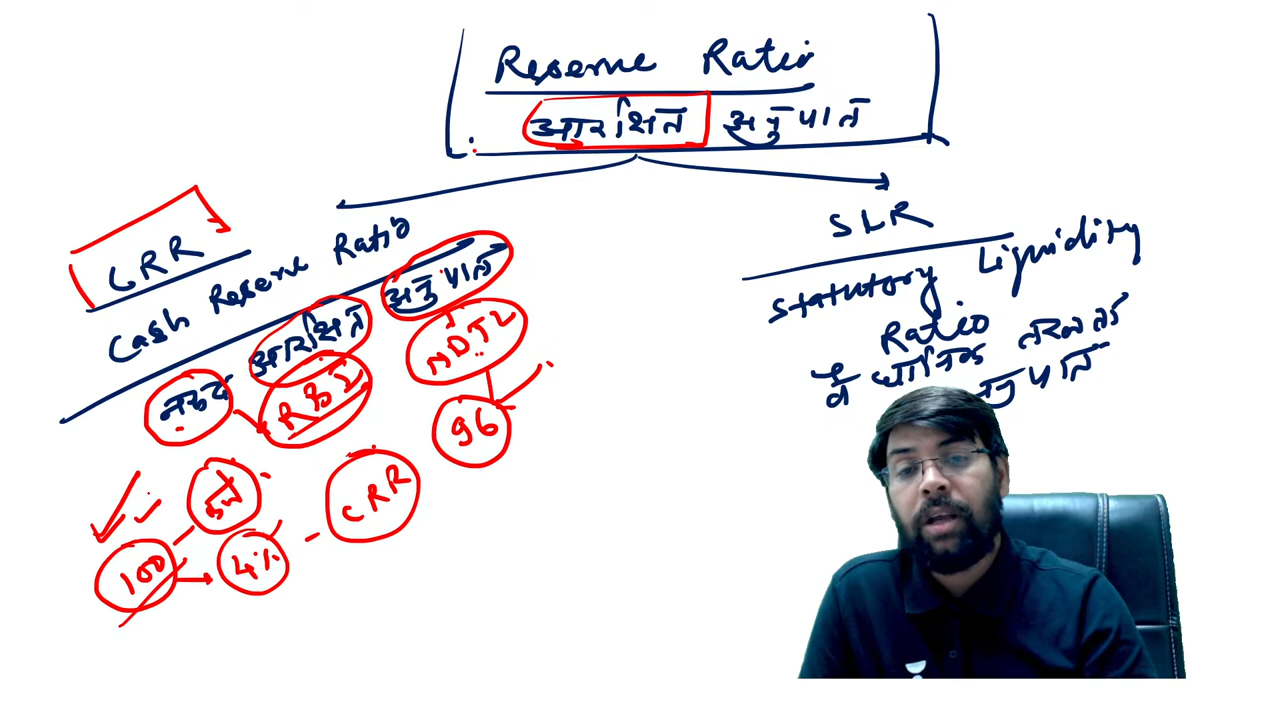 Reserve Ratio
आरक्षित अनुपात
CRR
Cash Reserve Ratio
नकद आरक्षित अनुपात
RBI
NDTL
96
CRR
100 4%
SLR
Statutory Liquidity
Ratio
वैधानिक तरलता
अनुपात